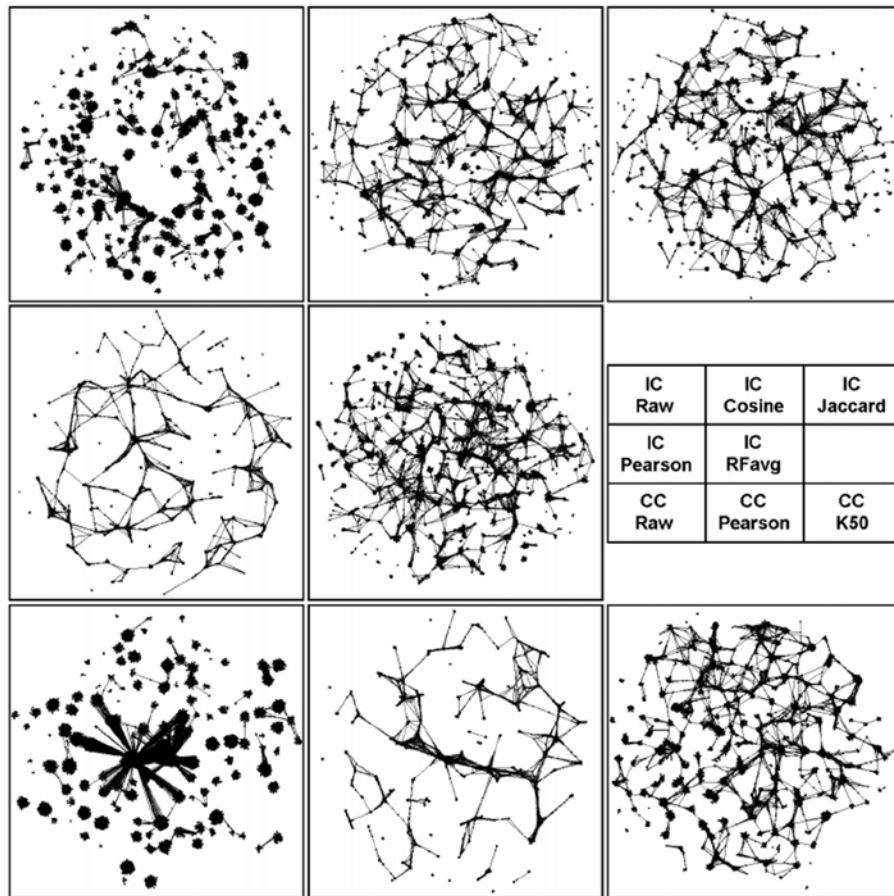 IC IC IC
Raw Cosine Jaccard
IC IC
Pearson RFavg
CC CC CC
Raw Pearson K50